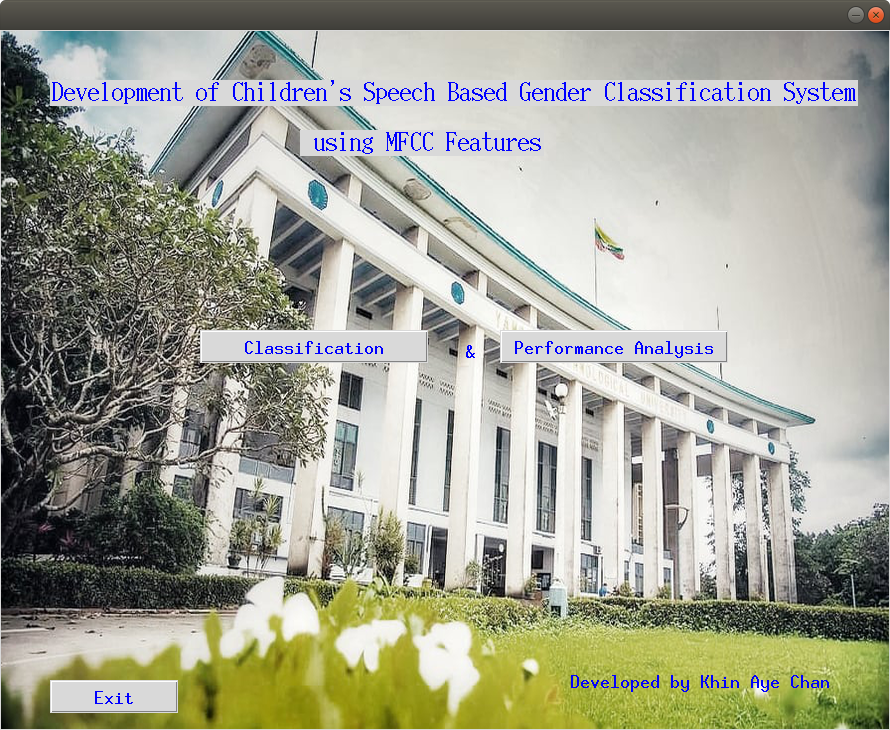 Development of Children's Speech Based Gender Classification System
using MFCC Features
Classification & Performance Analysis
Developed by Khin Aye Chan
Exit